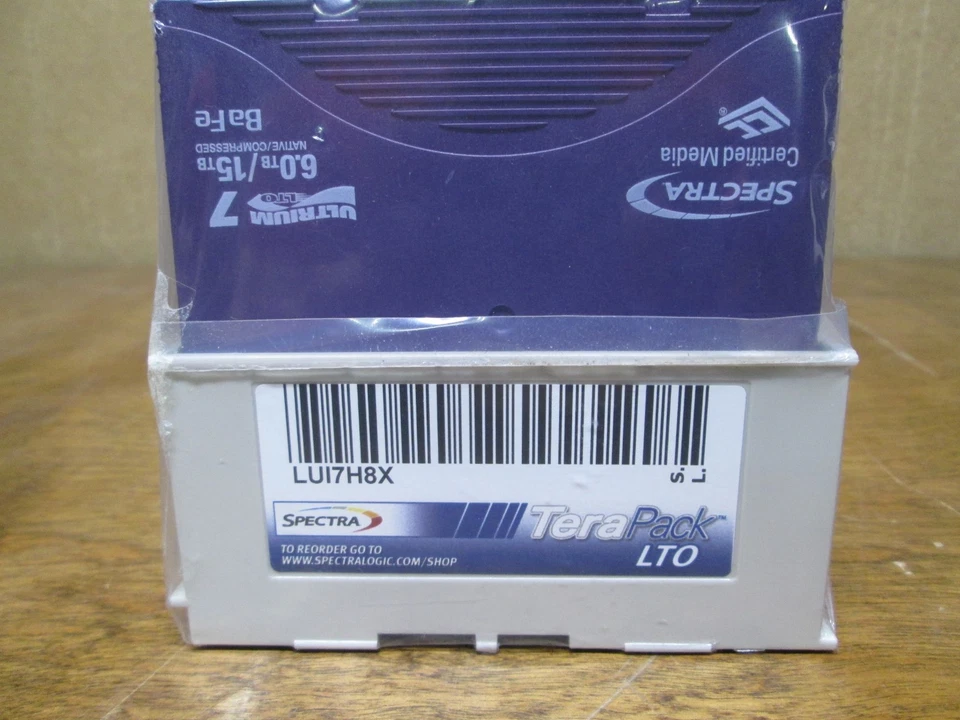 BaFe
6.0TB/15TB
NATIVE/COMPRESSED
ULTRIUM LTO 7
Certified Media
SPECTRA
LUI7H8X
S.
L.
SPECTRA
TeraPack™
LTO
TO REORDER GO TO
WWW.SPECTRALOGIC.COM/SHOP